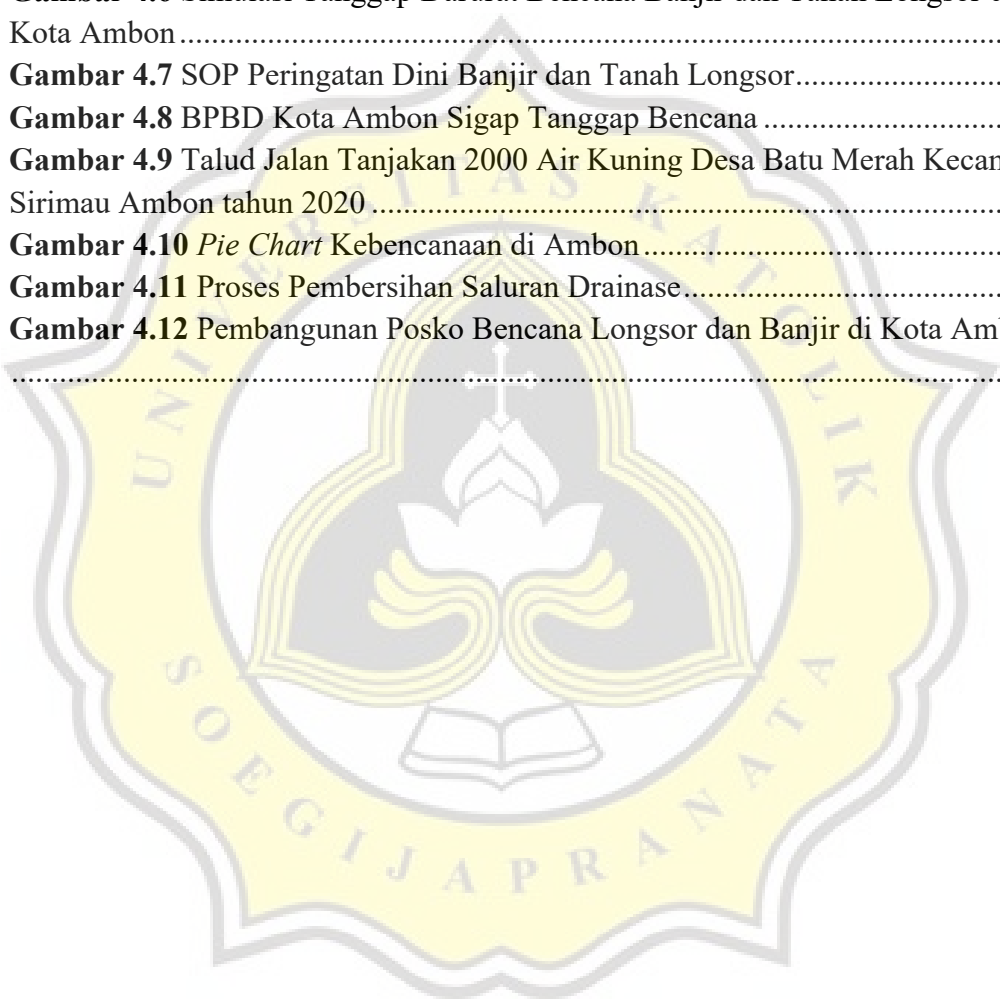 Kota Ambon..........................................................................................................
Gambar 4.7 SOP Peringatan Dini Banjir dan Tanah Longsor..........................
Gambar 4.8 BPBD Kota Ambon Sigap Tanggap Bencana ..............................
Gambar 4.9 Talud Jalan Tanjakan 2000 Air Kuning Desa Batu Merah
Sirimau Ambon tahun 2020 ................................................................................
Gambar 4.10 Pie Chart Kebencanaan di Ambon.............................................
Gambar 4.11 Proses Pembersihan Saluran Drainase........................................
Gambar 4.12 Pembangunan Posko Bencana Longsor dan Banjir di Kota
..............................................................................................................................
UNIVERSITAS KATOLIK
SOEGIJAPRANATA